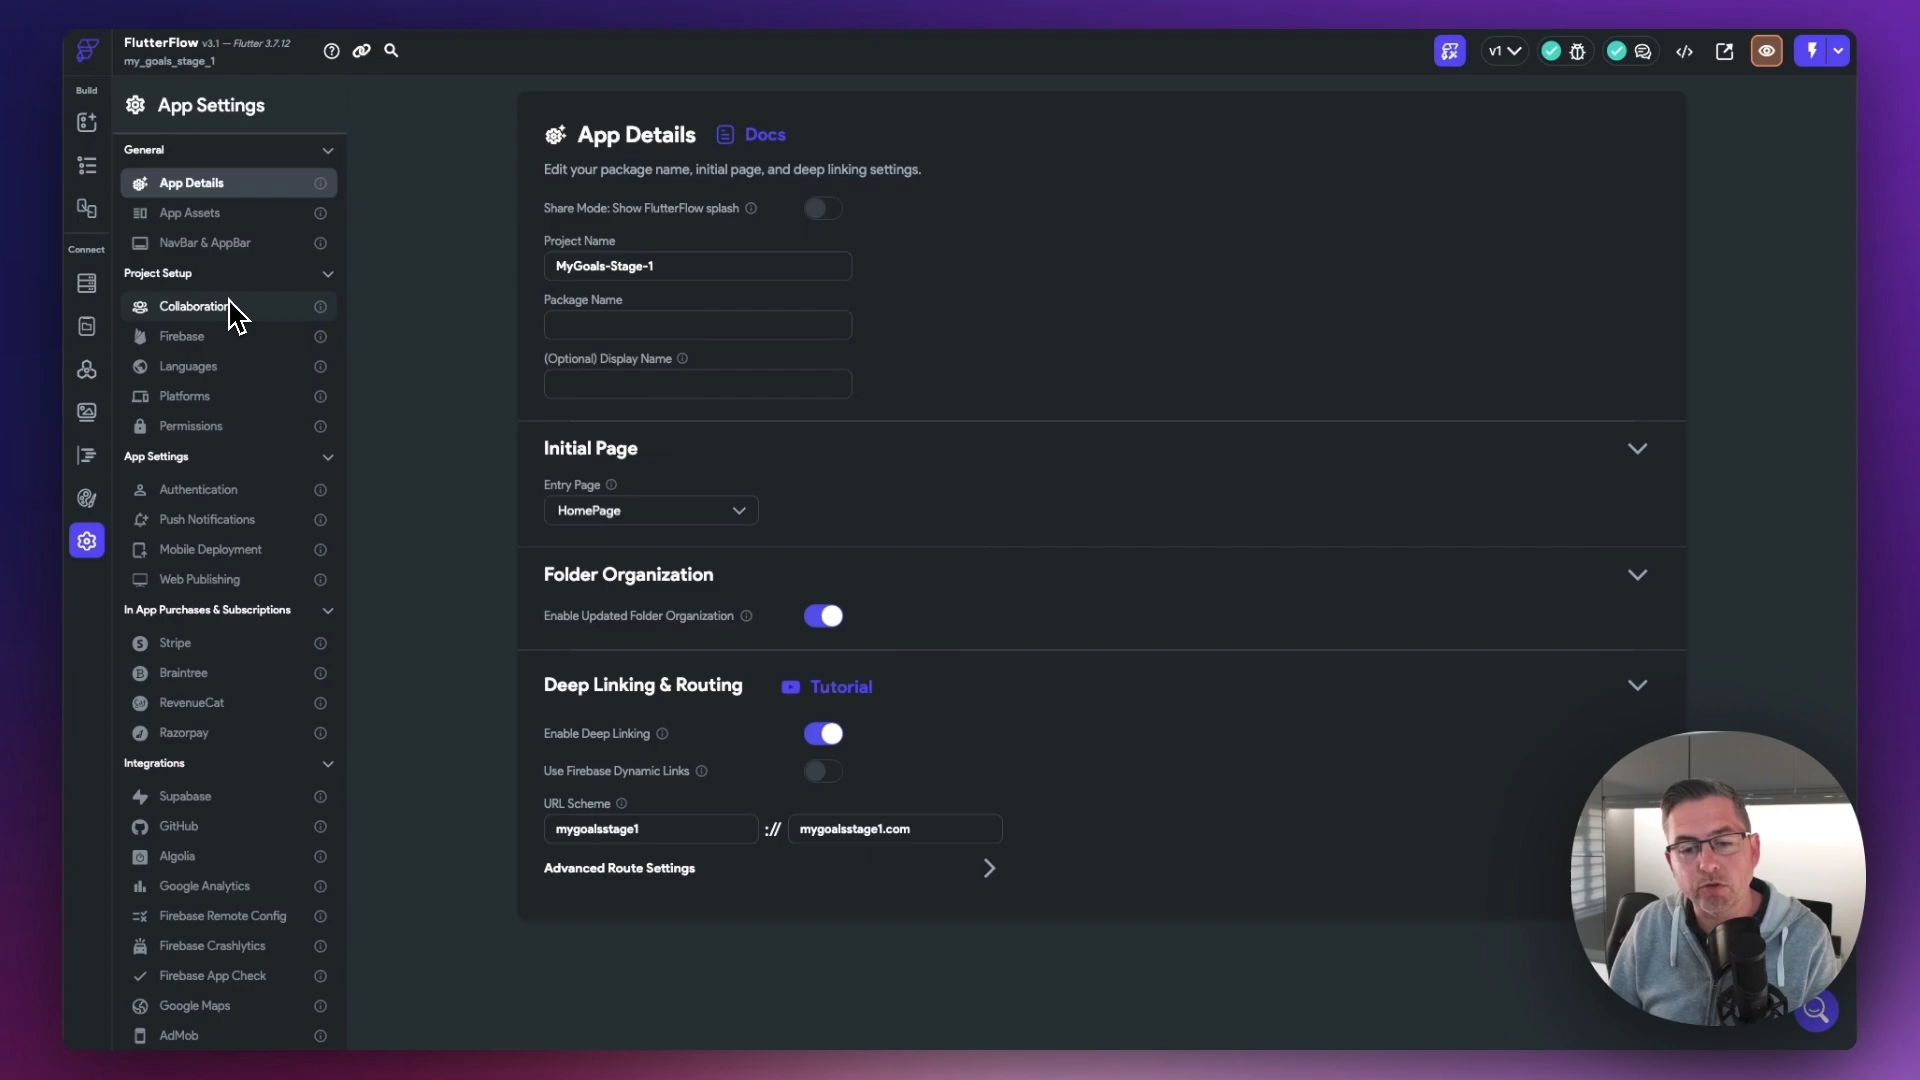 FlutterFlow v3.1 — Flutter 3.7.12
my_goals_stage_1
v1
Build
Connect
App Settings
General
App Details
App Assets
NavBar & AppBar
Project Setup
Collaboration
Firebase
Languages
Platforms
Permissions
App Settings
Authentication
Push Notifications
Mobile Deployment
Web Publishing
In App Purchases & Subscriptions
Stripe
Braintree
RevenueCat
Razorpay
Integrations
Supabase
GitHub
Algolia
Google Analytics
Firebase Remote Config
Firebase Crashlytics
Firebase App Check
Google Maps
AdMob
App Details Docs
Edit your package name, initial page, and deep linking settings.
Share Mode: Show FlutterFlow splash
Project Name
MyGoals-Stage-1
Package Name
(Optional) Display Name
Initial Page
Entry Page
HomePage
Folder Organization
Enable Updated Folder Organization
Deep Linking & Routing Tutorial
Enable Deep Linking
Use Firebase Dynamic Links
URL Scheme
mygoalsstage1 :// mygoalsstage1.com
Advanced Route Settings